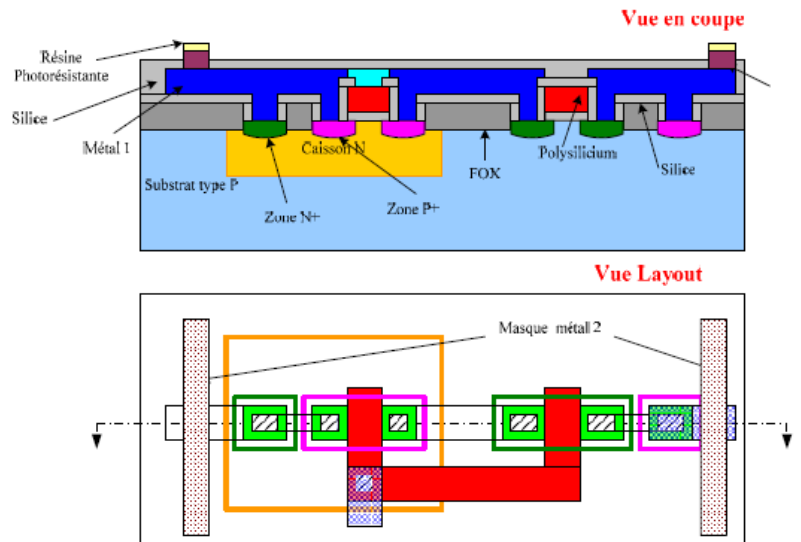 Vue en coupe
Résine
Photorésistante
Silice
Métal 1
Caisson N
Polysilicium
Silice
FOX
Substrat type P
Zone N+
Zone P+
Vue Layout
Masque métall 2